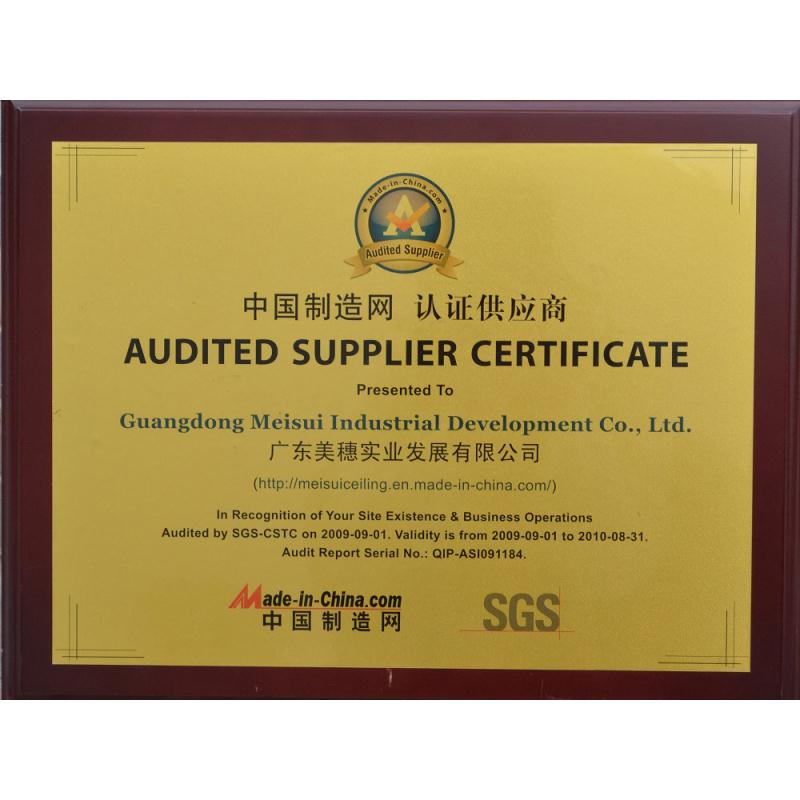 Made-in-China.com
A
Audited Supplier
中国制造网 认证供应商
AUDITED SUPPLIER CERTIFICATE
Presented To
Guangdong Meisui Industrial Development Co., Ltd.
广东美穗实业发展有限公司
(http://meisuiceiling.en.made-in-china.com/)
In Recognition of Your Site Existence & Business Operations
Audited by SGS-CSTC on 2009-09-01. Validity is from 2009-09-01 to 2010-08-31.
Audit Report Serial No.: QIP-ASI091184.
Made-in-China.com
中国制造网
SGS